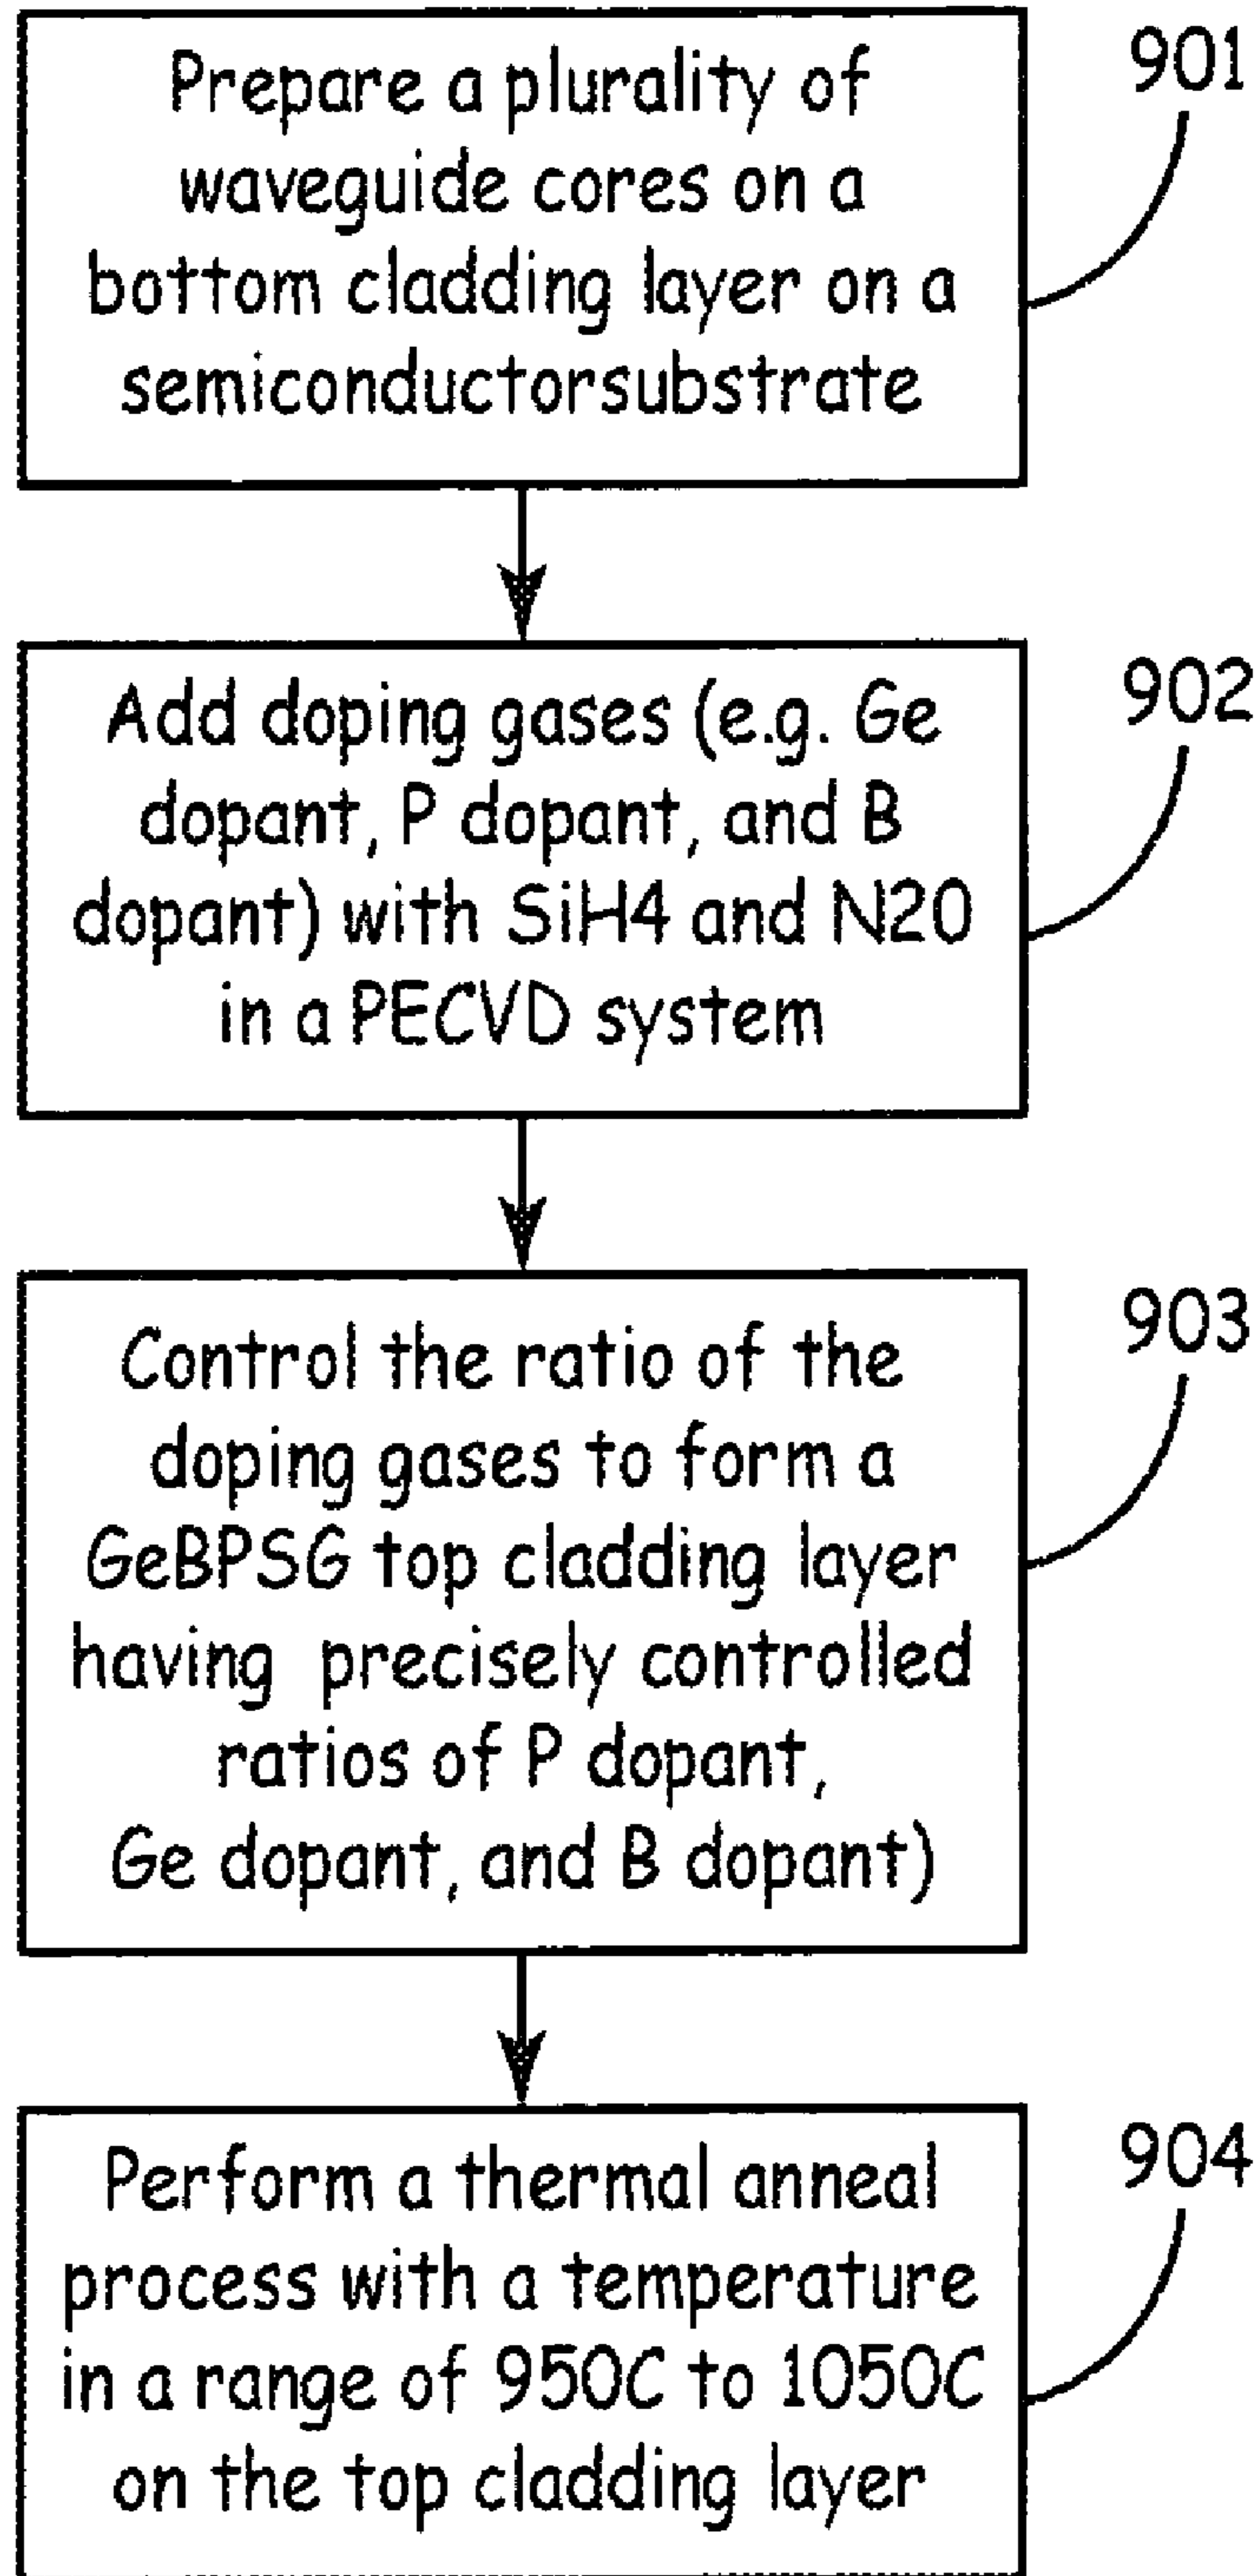 Prepare a plurality of
waveguide cores on a
bottom cladding layer on a
semiconductorsubstrate
901
Add doping gases (e.g. Ge
dopant, P dopant, and B
dopant) with SiH4 and N20
in a PECVD system
902
Control the ratio of the
doping gases to form a
GeBPSG top cladding layer
having precisely controlled
ratios of P dopant,
Ge dopant, and B dopant)
903
Perform a thermal anneal
process with a temperature
in a range of 950C to 1050C
on the top cladding layer
904